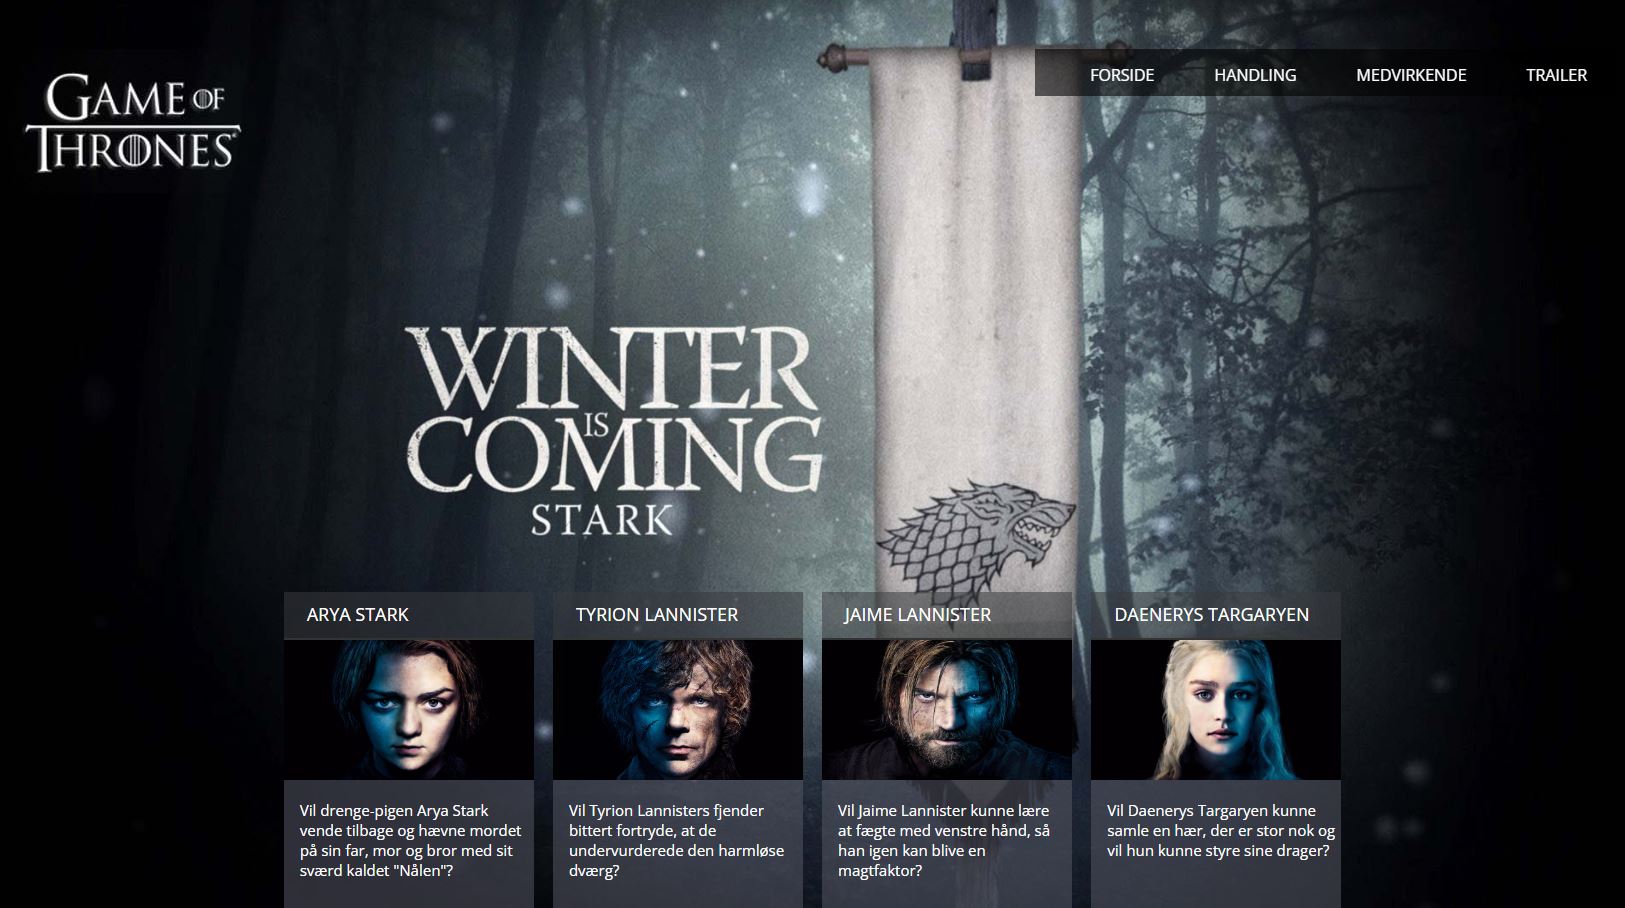 GAME OF
THRONES
FORSIDE
HANDLING
MEDVIRKENDE
TRAILER
WINTER
IS
COMING
STARK
ARYA STARK
Vil drenge-pigen Arya Stark
vende tilbage og hævne mordet
på sin far, mor og bror med sit
sværd kaldet "Nålen"?
TYRION LANNISTER
Vil Tyrion Lannisters fjender
bittert fortryde, at de
undervurderede den harmløse
dværg?
JAIME LANNISTER
Vil Jaime Lannister kunne lære
at fægte med venstre hånd, så
han igen kan blive en
magtfaktor?
DAENERYS TARGARYEN
Vil Daenerys Targaryen kunne
samle en hær, der er stor nok og
vil hun kunne styre sine drager?